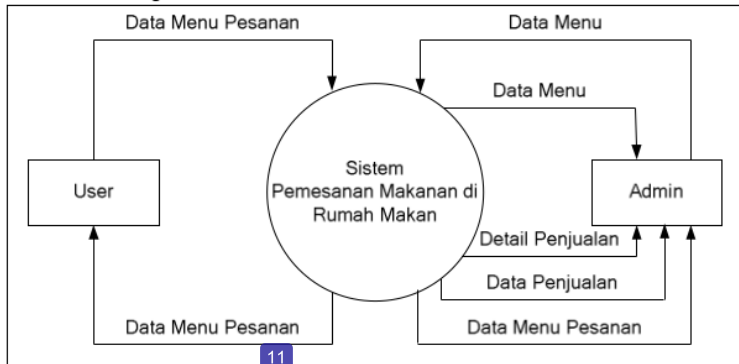 Data Menu Pesanan
Data Menu
Data Menu
Sistem
Pemesanan Makanan di
Rumah Makan
User
Admin
Detail Penjualan
Data Penjualan
Data Menu Pesanan
Data Menu Pesanan
11